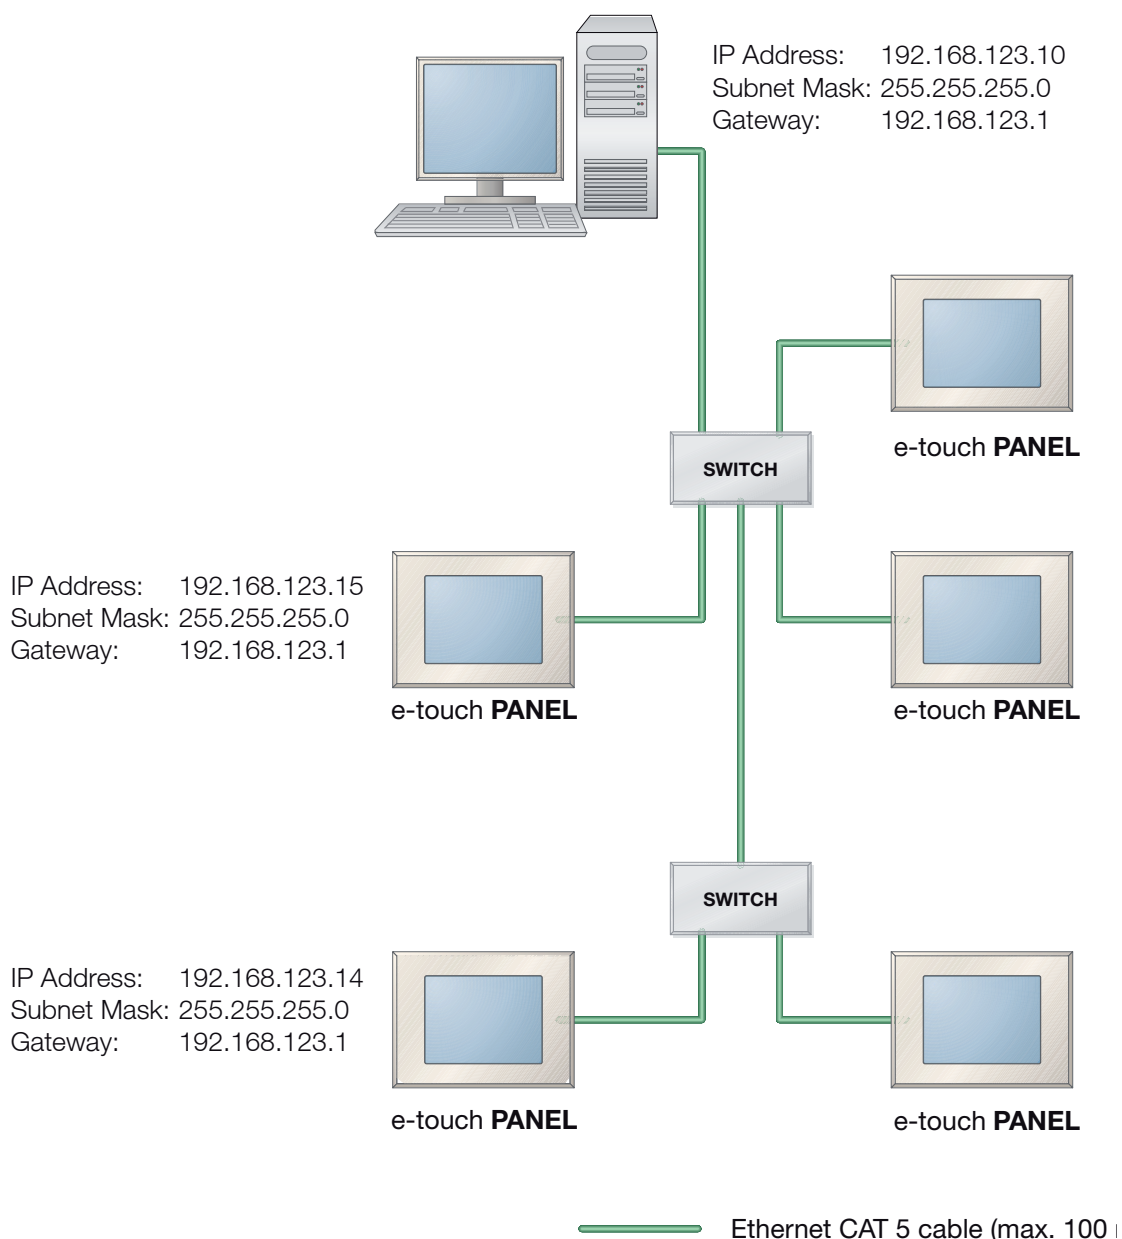 IP Address: 192.168.123.10
Subnet Mask: 255.255.255.0
Gateway: 192.168.123.1
e-touch PANEL
SWITCH
IP Address: 192.168.123.15
Subnet Mask: 255.255.255.0
Gateway: 192.168.123.1
e-touch PANEL
e-touch PANEL
SWITCH
IP Address: 192.168.123.14
Subnet Mask: 255.255.255.0
Gateway: 192.168.123.1
e-touch PANEL
e-touch PANEL
Ethernet CAT 5 cable (max. 100